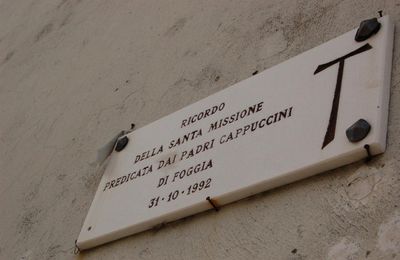 RICORDO
DELLA SANTA MISSIONE
PREDICATA DAI PADRI CAPPUCCINI
DI FOGGIA
31-10-1992